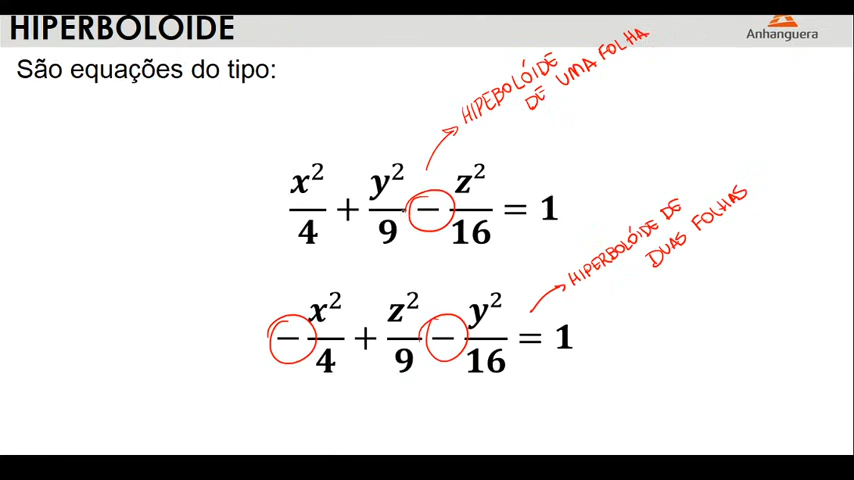 HIPERBOLOIDE
Anhanguera
São equações do tipo:
HIPEBOLÓIDE
DE UMA FOLHA
x²/4 + y²/9 − z²/16 = 1
HIPERBOLÓIDE DE
DUAS FOLHAS
− x²/4 + z²/9 − y²/16 = 1